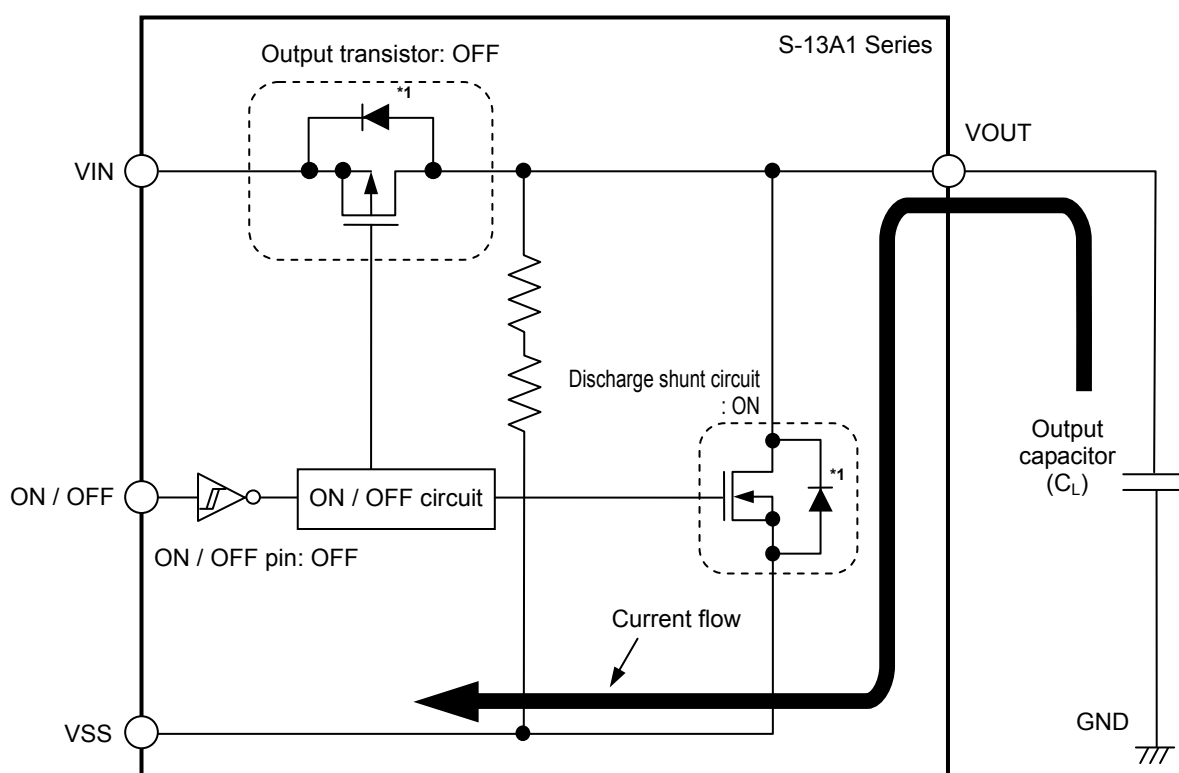 S-13A1 Series
Output transistor: OFF
*1
VOUT
VIN
Discharge shunt circuit
: ON
*1
Output
capacitor
(CL)
ON / OFF
ON / OFF circuit
ON / OFF pin: OFF
Current flow
GND
VSS